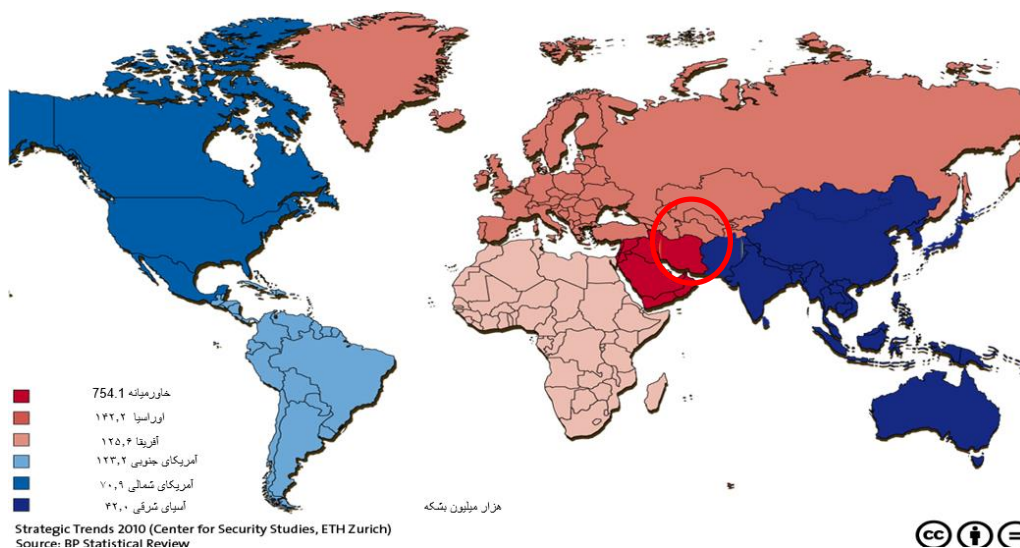 خاورمیانه 754.1
اوراسیا ۱۴۲,۲
آفریقا ۱۲۵,۶
آمریکای جنوبی ۱۲۳,۲
آمریکای شمالی ۷۰,۹
آسیای شرقی ۴۲,۰
هزار میلیون بشکه
Strategic Trends 2010 (Center for Security Studies, ETH Zurich)
Source: BP Statistical Review
cc